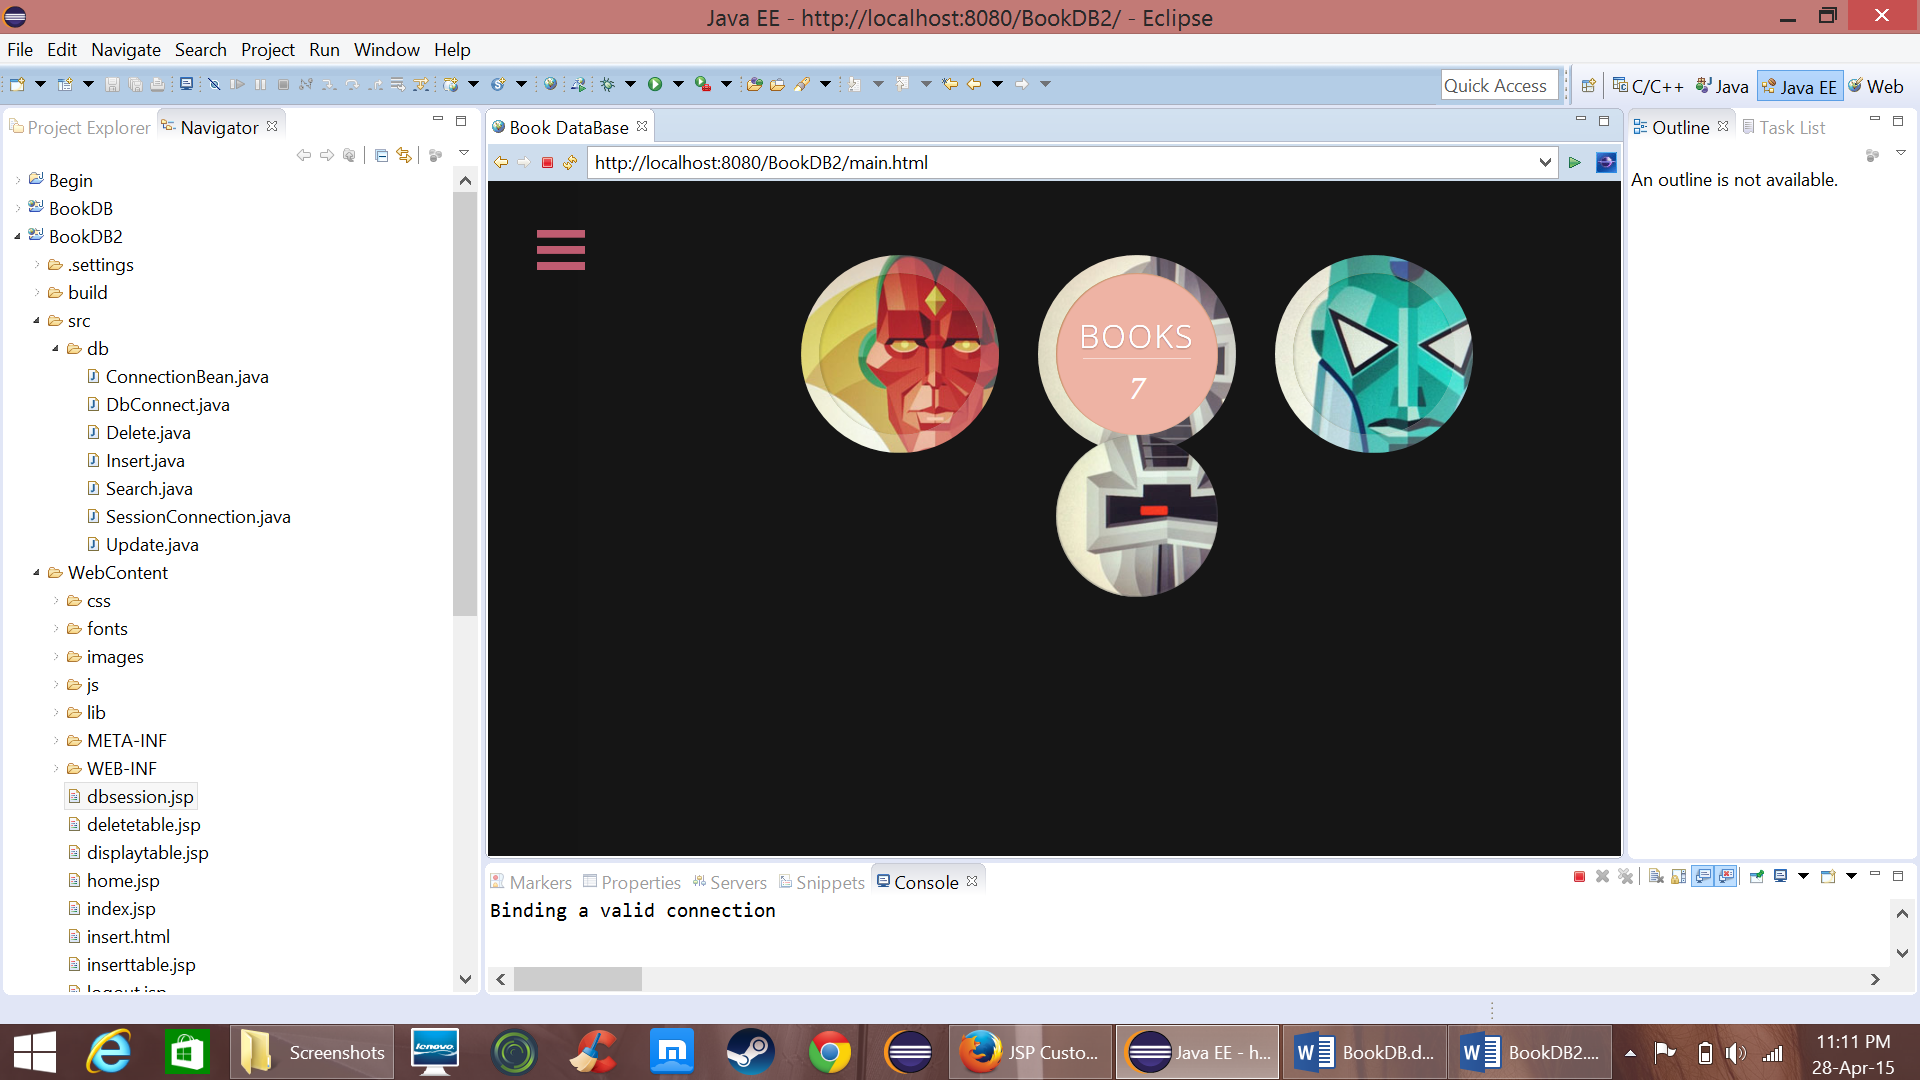 Java EE - http://localhost:8080/BookDB2/ - Eclipse
File Edit Navigate Search Project Run Window Help
Quick Access
C/C++
Java
Java EE
Web
Project Explorer
Navigator
Begin
BookDB
BookDB2
.settings
build
src
db
ConnectionBean.java
DbConnect.java
Delete.java
Insert.java
Search.java
SessionConnection.java
Update.java
WebContent
css
fonts
images
js
lib
META-INF
WEB-INF
dbsession.jsp
deletetable.jsp
displaytable.jsp
home.jsp
index.jsp
insert.html
inserttable.jsp
logout.jsp
Book DataBase
http://localhost:8080/BookDB2/main.html
BOOKS
7
Outline
Task List
An outline is not available.
Markers
Properties
Servers
Snippets
Console
Binding a valid connection
Screenshots
lenovo
JSP Custo...
Java EE - h...
BookDB.d...
BookDB2....
11:11 PM
28-Apr-15